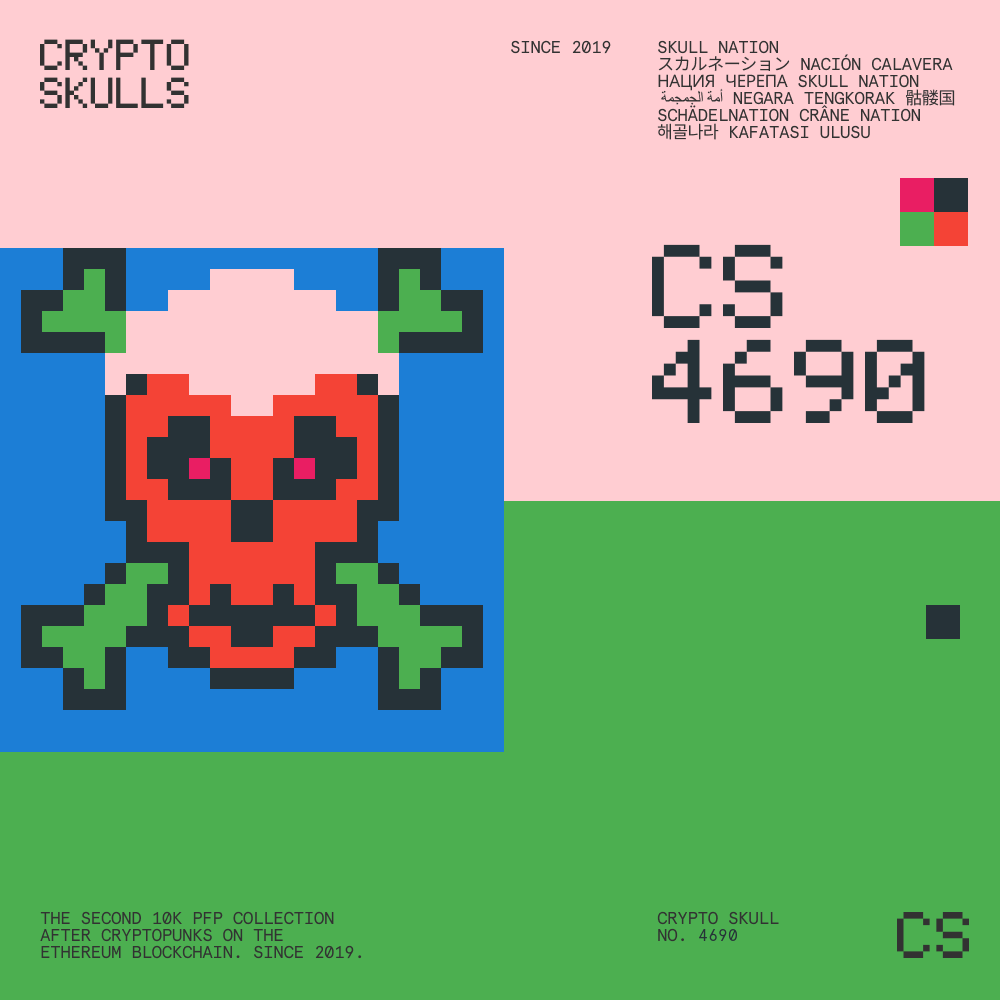 CRYPTO
SKULLS
SINCE 2019
SKULL NATION
スカルネーション NACIÓN CALAVERA
НАЦИЯ ЧЕРЕПА SKULL NATION
أمة الجمجمة NEGARA TENGKORAK 骷髅国
SCHÄDELNATION CRÂNE NATION
해골나라 KAFATASI ULUSU
CS
4690
THE SECOND 10K PFP COLLECTION
AFTER CRYPTOPUNKS ON THE
ETHEREUM BLOCKCHAIN. SINCE 2019.
CRYPTO SKULL
NO. 4690
CS